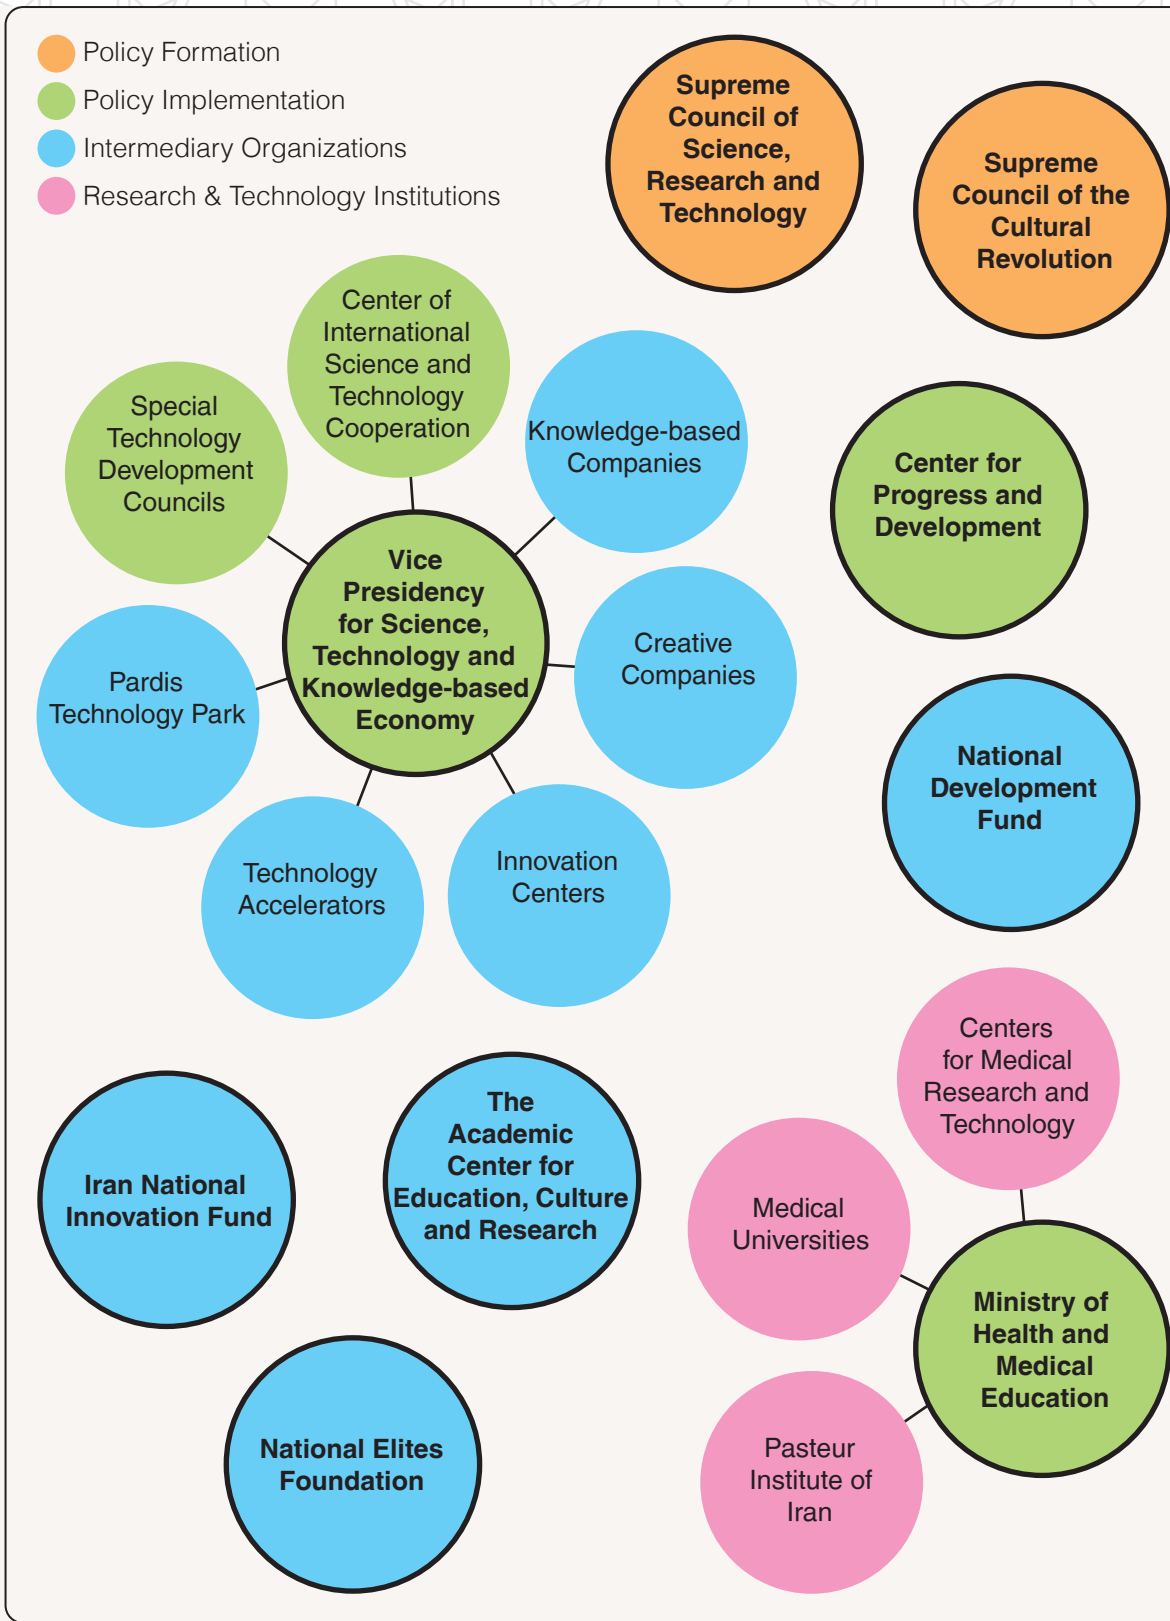 Policy Formation
Policy Implementation
Intermediary Organizations
Research & Technology Institutions
Supreme
Council of
Science,
Research and
Technology
Supreme
Council of the
Cultural
Revolution
Center of
International
Science and
Technology
Cooperation
Special
Technology
Development
Councils
Knowledge-based
Companies
Center for
Progress and
Development
Vice
Presidency
for Science,
Technology and
Knowledge-based
Economy
Creative
Companies
Pardis
Technology Park
National
Development
Fund
Technology
Accelerators
Innovation
Centers
Centers
for Medical
Research and
Technology
The
Academic
Center for
Education, Culture
and Research
Iran National
Innovation Fund
Medical
Universities
Ministry of
Health and
Medical
Education
National Elites
Foundation
Pasteur
Institute of
Iran